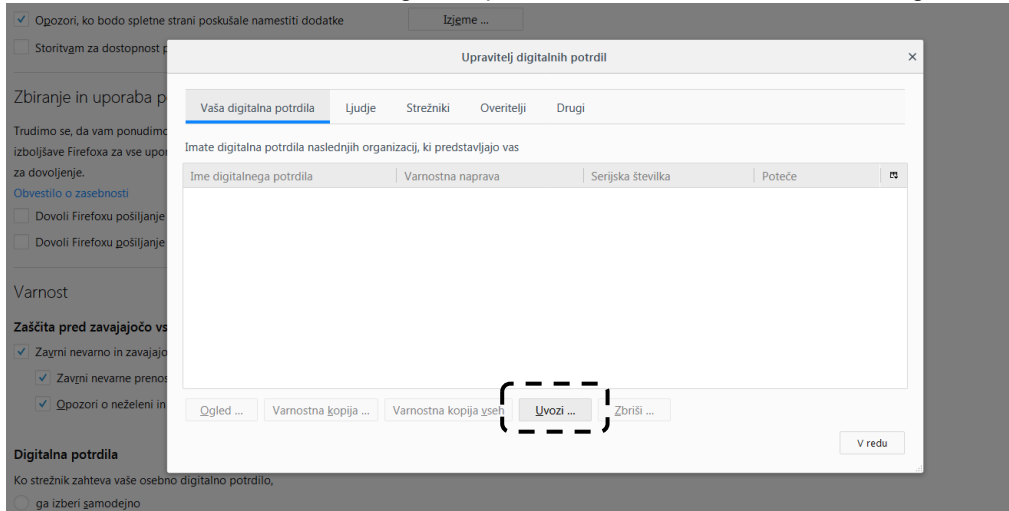 Opozori, ko bodo spletne strani poskušale namestiti dodatke
Izjeme ...
Storitvam za dostopnost p
Upravitelj digitalnih potrdil
Zbiranje in uporaba p
Vaša digitalna potrdila Ljudje Strežniki Overitelji Drugi
Trudimo se, da vam ponudimo
izboljšave Firefoxa za vse upor
za dovoljenje.
Obvestilo o zasebnosti
Imate digitalna potrdila naslednjih organizacij, ki predstavljajo vas
Ime digitalnega potrdila Varnostna naprava Serijska številka Poteče
Dovoli Firefoxu pošiljanje
Dovoli Firefoxu pošiljanje
Varnost
Zaščita pred zavajajočo vs
Zavrni nevarno in zavajajo
Zavrni nevarne prenos
Opozori o neželeni in
Ogled ... Varnostna kopija ... Varnostna kopija vseh Uvozi ... Zbriši ...
V redu
Digitalna potrdila
Ko strežnik zahteva vaše osebno digitalno potrdilo,
ga izberi samodejno